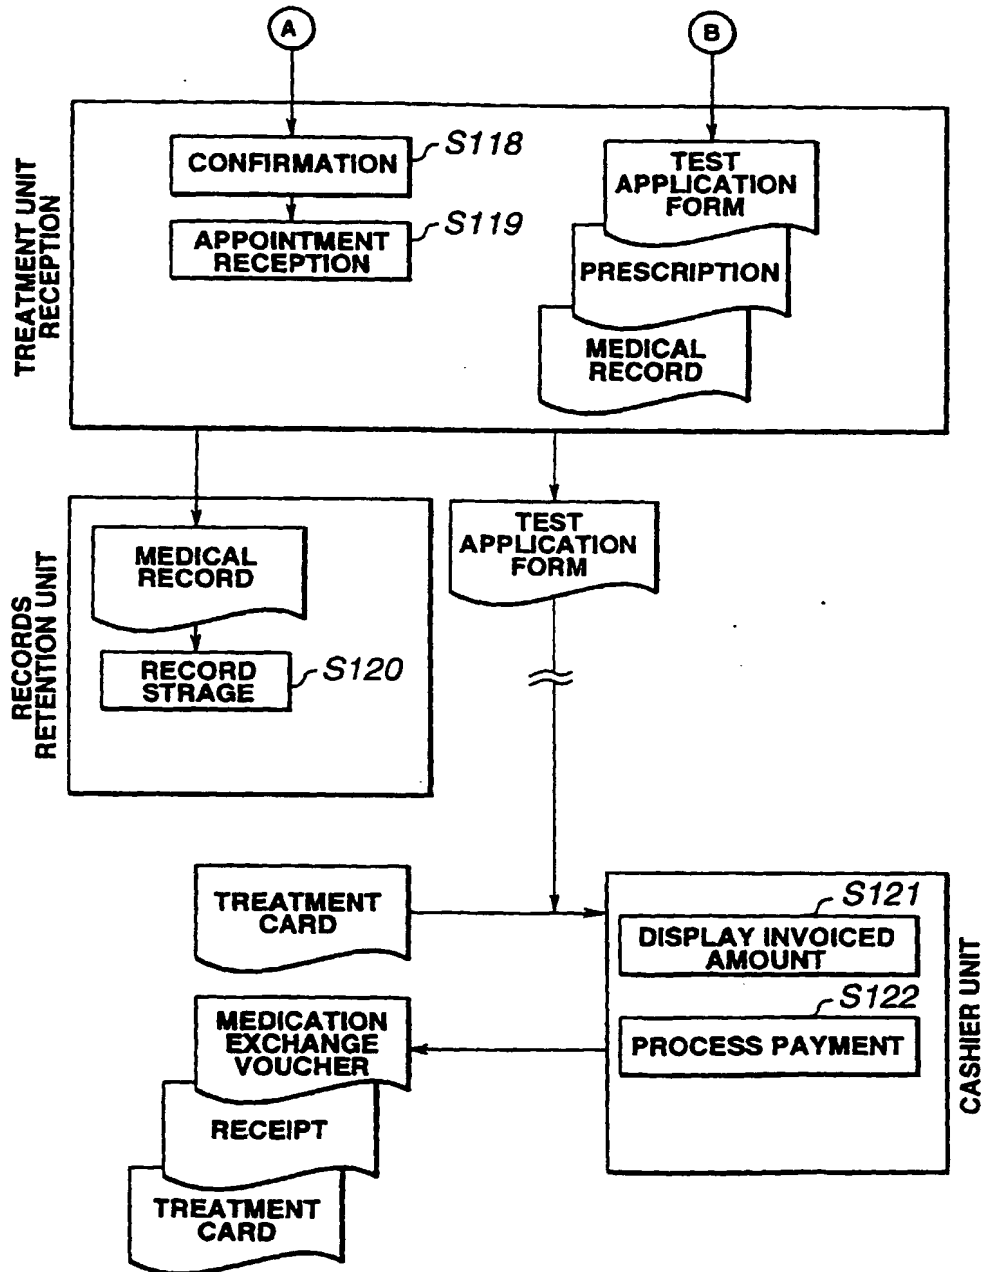 A
B
TREATMENT UNIT
RECEPTION
CONFIRMATION
S118
APPOINTMENT
RECEPTION
S119
TEST
APPLICATION
FORM
PRESCRIPTION
MEDICAL
RECORD
RECORDS
RETENTION UNIT
MEDICAL
RECORD
RECORD
STRAGE
S120
TEST
APPLICATION
FORM
TREATMENT
CARD
CASHIER UNIT
S121
DISPLAY INVOICED
AMOUNT
S122
PROCESS PAYMENT
MEDICATION
EXCHANGE
VOUCHER
RECEIPT
TREATMENT
CARD